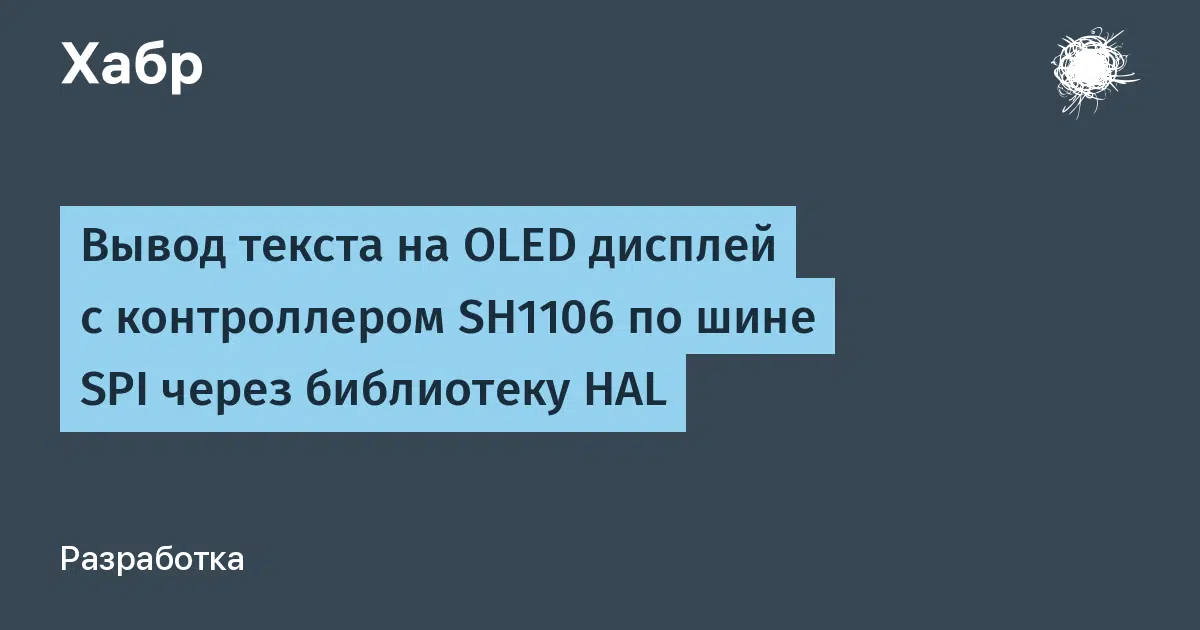 Хабр
Вывод текста на OLED дисплей
с контроллером SH1106 по шине
SPI через библиотеку HAL
Разработка